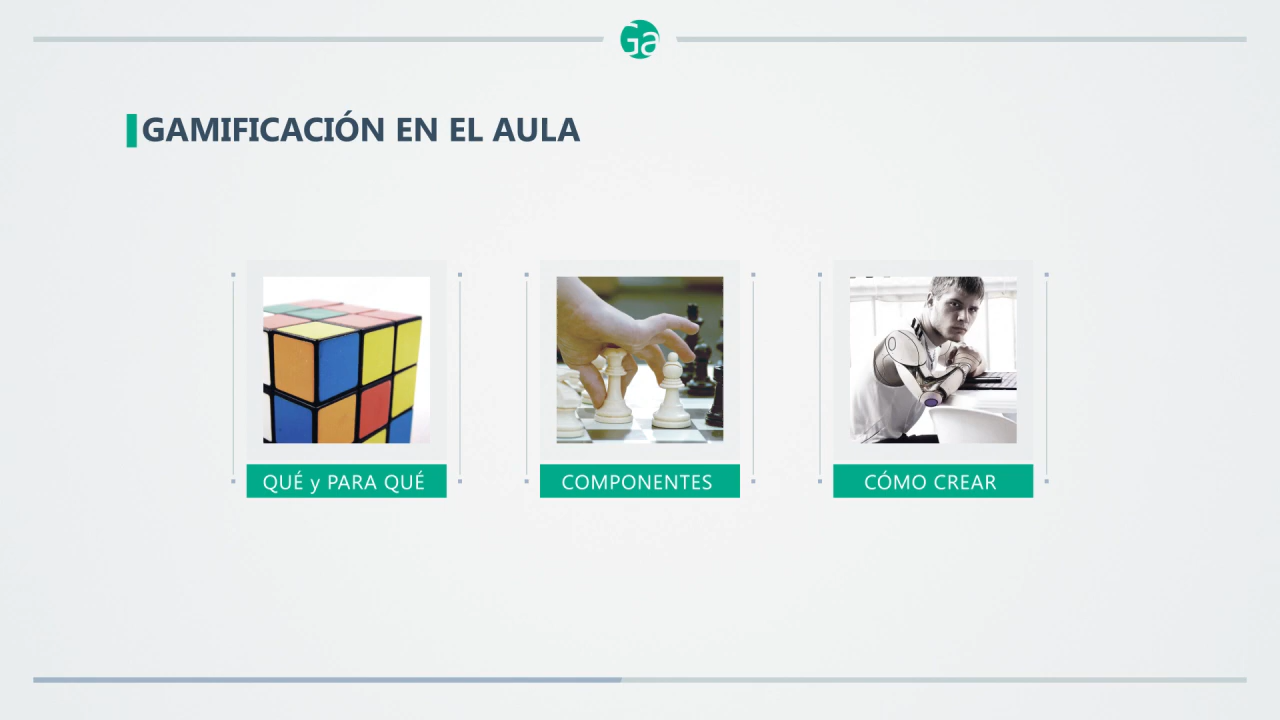 Ga
GAMIFICACIÓN EN EL AULA
QUÉ y PARA QUÉ
COMPONENTES
CÓMO CREAR